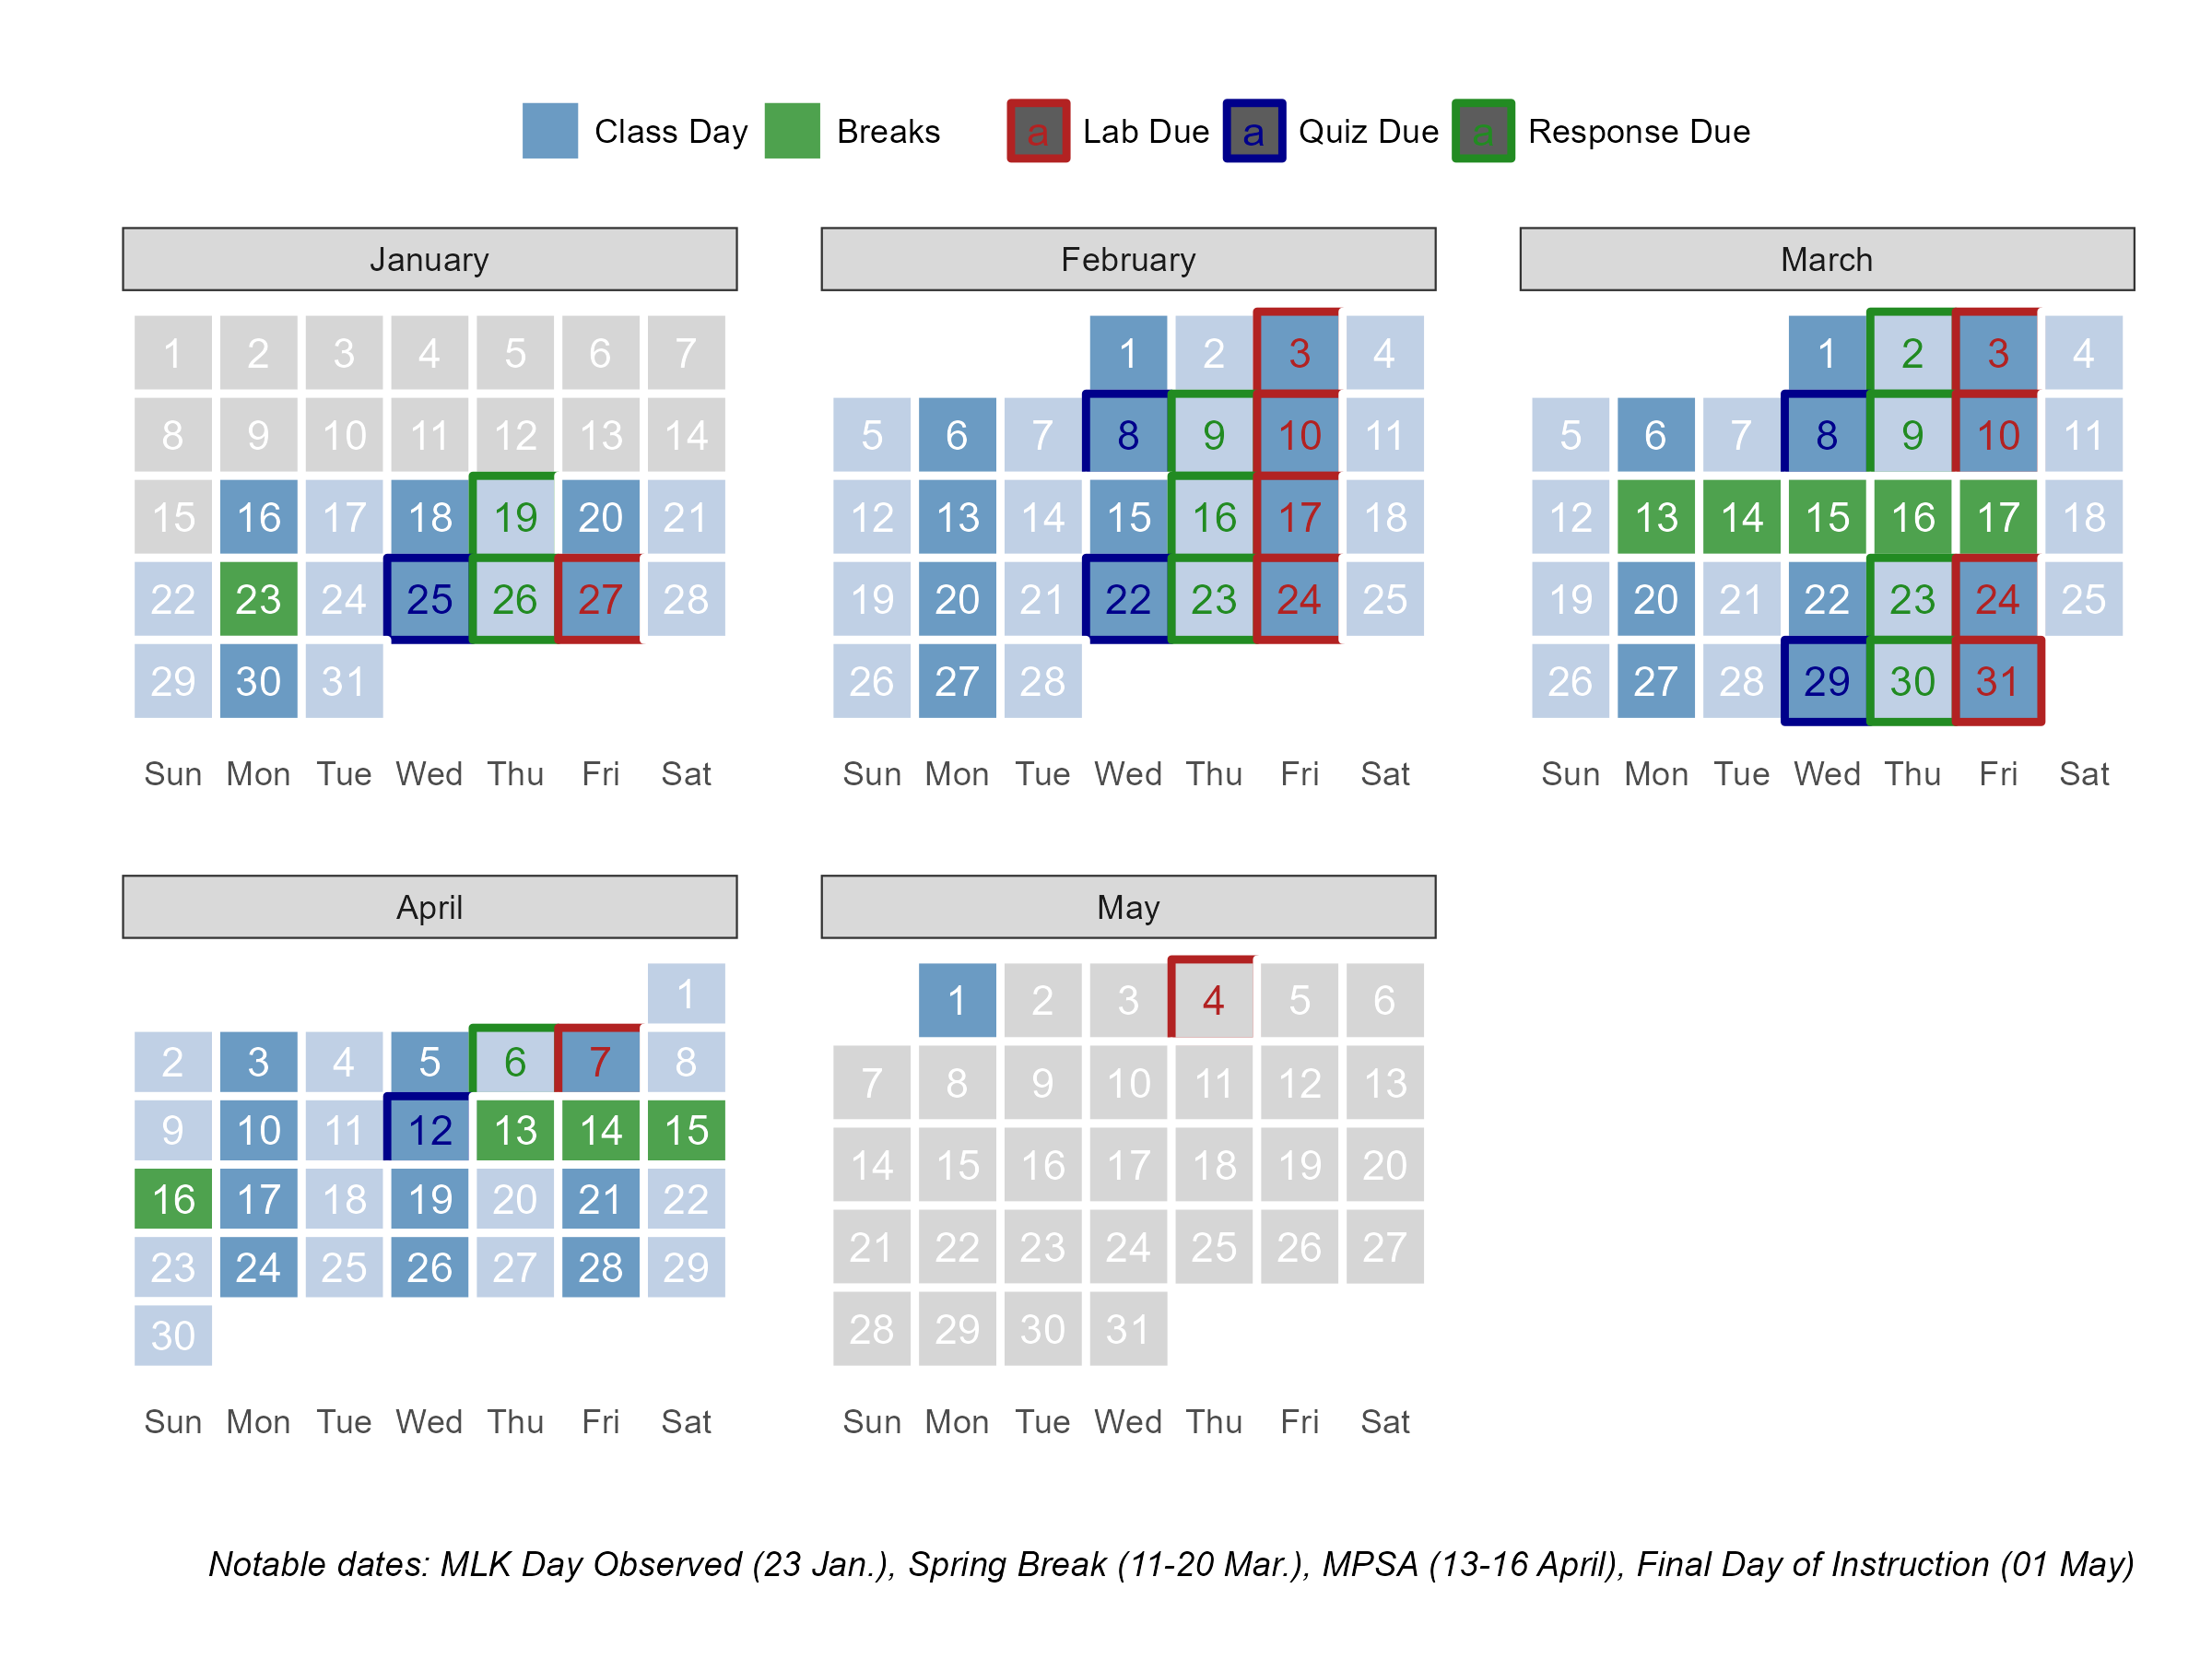 Class Day Breaks a Lab Due a Quiz Due a Response Due
January
1 2 3 4 5 6 7
8 9 10 11 12 13 14
15 16 17 18 19 20 21
22 23 24 25 26 27 28
29 30 31
Sun Mon Tue Wed Thu Fri Sat
February
1 2 3 4
5 6 7 8 9 10 11
12 13 14 15 16 17 18
19 20 21 22 23 24 25
26 27 28
Sun Mon Tue Wed Thu Fri Sat
March
1 2 3 4
5 6 7 8 9 10 11
12 13 14 15 16 17 18
19 20 21 22 23 24 25
26 27 28 29 30 31
Sun Mon Tue Wed Thu Fri Sat
April
1
2 3 4 5 6 7 8
9 10 11 12 13 14 15
16 17 18 19 20 21 22
23 24 25 26 27 28 29
30
Sun Mon Tue Wed Thu Fri Sat
May
1 2 3 4 5 6
7 8 9 10 11 12 13
14 15 16 17 18 19 20
21 22 23 24 25 26 27
28 29 30 31
Sun Mon Tue Wed Thu Fri Sat
Notable dates: MLK Day Observed (23 Jan.), Spring Break (11-20 Mar.), MPSA (13-16 April), Final Day of Instruction (01 May)